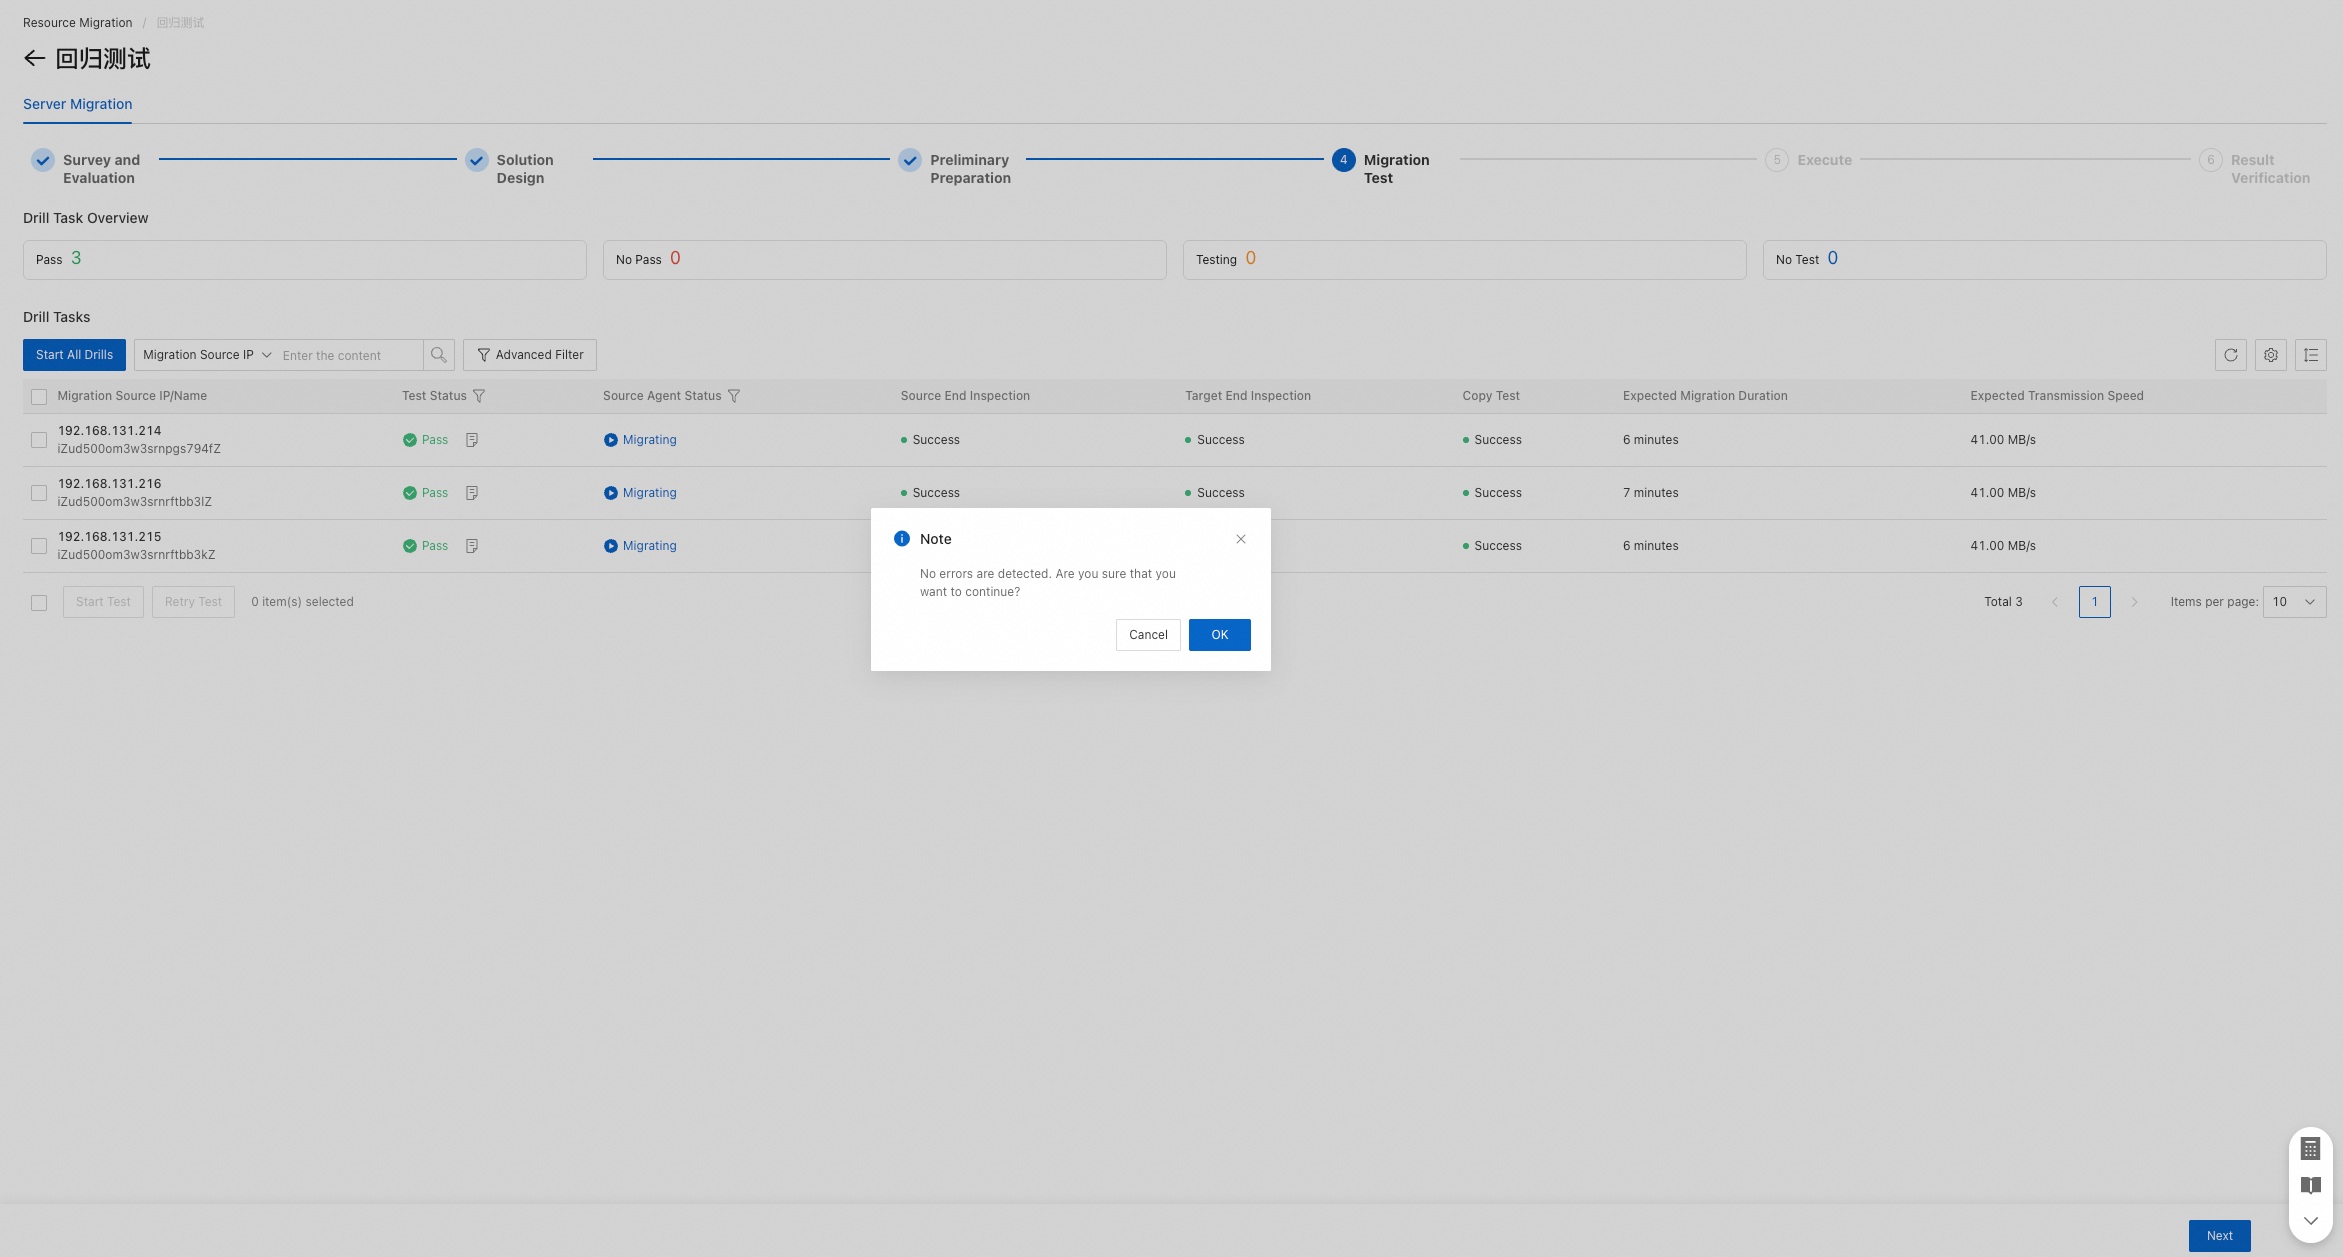 Resource Migration / 回归测试
回归测试
Server Migration
Survey and
Evaluation
Solution
Design
Preliminary
Preparation
4 Migration
Test
5 Execute
6 Result
Verification
Drill Task Overview
Pass 3
No Pass 0
Testing 0
No Test 0
Drill Tasks
Start All Drills
Migration Source IP
Enter the content
Advanced Filter
Migration Source IP/Name Test Status Source Agent Status Source End Inspection Target End Inspection Copy Test Expected Migration Duration Expected Transmission Speed
192.168.131.214
iZud500om3w3srnpgs794fZ
Pass Migrating Success Success Success 6 minutes 41.00 MB/s
192.168.131.216
iZud500om3w3srnrftbb3lZ
Pass Migrating Success Success Success 7 minutes 41.00 MB/s
192.168.131.215
iZud500om3w3srnrftbb3kZ
Pass Migrating Success 6 minutes 41.00 MB/s
Note
No errors are detected. Are you sure that you
want to continue?
Cancel OK
Start Test Retry Test 0 item(s) selected
Total 3 1 Items per page: 10
Next